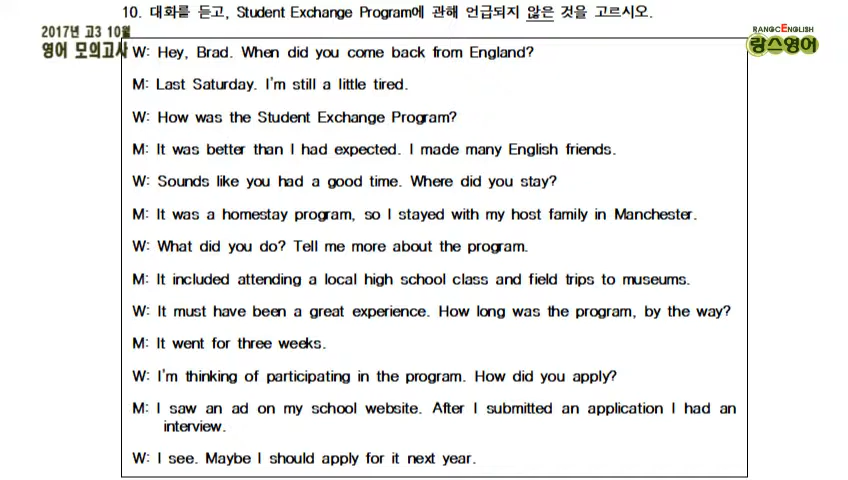 10. 대화를 듣고, Student Exchange Program에 관해 언급되지 않은 것을 고르시오.
2017년 고3 10월
영어 모의고사
RANGCENGLISH
랑스영어
W: Hey, Brad. When did you come back from England?
M: Last Saturday. I'm still a little tired.
W: How was the Student Exchange Program?
M: It was better than I had expected. I made many English friends.
W: Sounds like you had a good time. Where did you stay?
M: It was a homestay program, so I stayed with my host family in Manchester.
W: What did you do? Tell me more about the program.
M: It included attending a local high school class and field trips to museums.
W: It must have been a great experience. How long was the program, by the way?
M: It went for three weeks.
W: I'm thinking of participating in the program. How did you apply?
M: I saw an ad on my school website. After I submitted an application I had an
interview.
W: I see. Maybe I should apply for it next year.